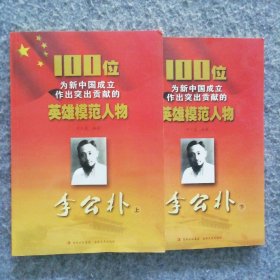 100位
为新中国成立
作出突出贡献的
英雄模范人物
李公朴 上
100位
为新中国成立
作出突出贡献的
英雄模范人物
李公朴 下